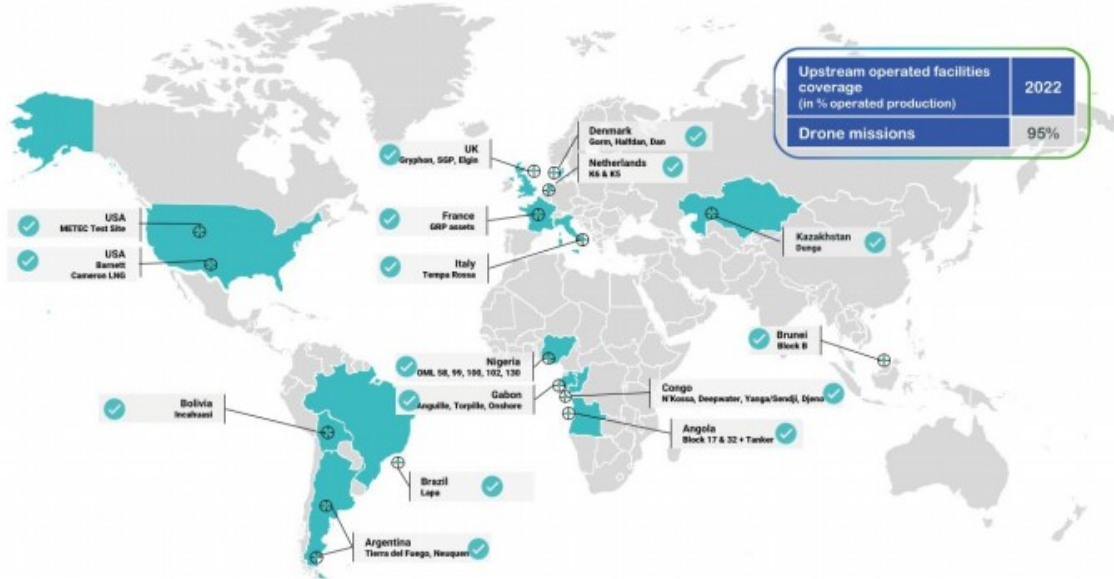 Upstream operated facilities coverage
(in % operated production)
2022
Drone missions
95%
Denmark
Gorm, Halfdan, Dan
UK
Gryphon, SGP, Elgin
Netherlands
K6 & K5
USA
METEC Test Site
France
GRP assets
Kazakhstan
Dunga
USA
Barnett
Cameron LNG
Italy
Tempa Rossa
Brunei
Block B
Nigeria
OML 58, 99, 100, 102, 130
Gabon
Anguille, Torpille, Onshore
Congo
N'Kossa, Deepwater, Yanga/Sendji, Djeno
Bolivia
Incahuasi
Angola
Block 17 & 32 + Tanker
Brazil
Lapa
Argentina
Tierra del Fuego, Neuquen